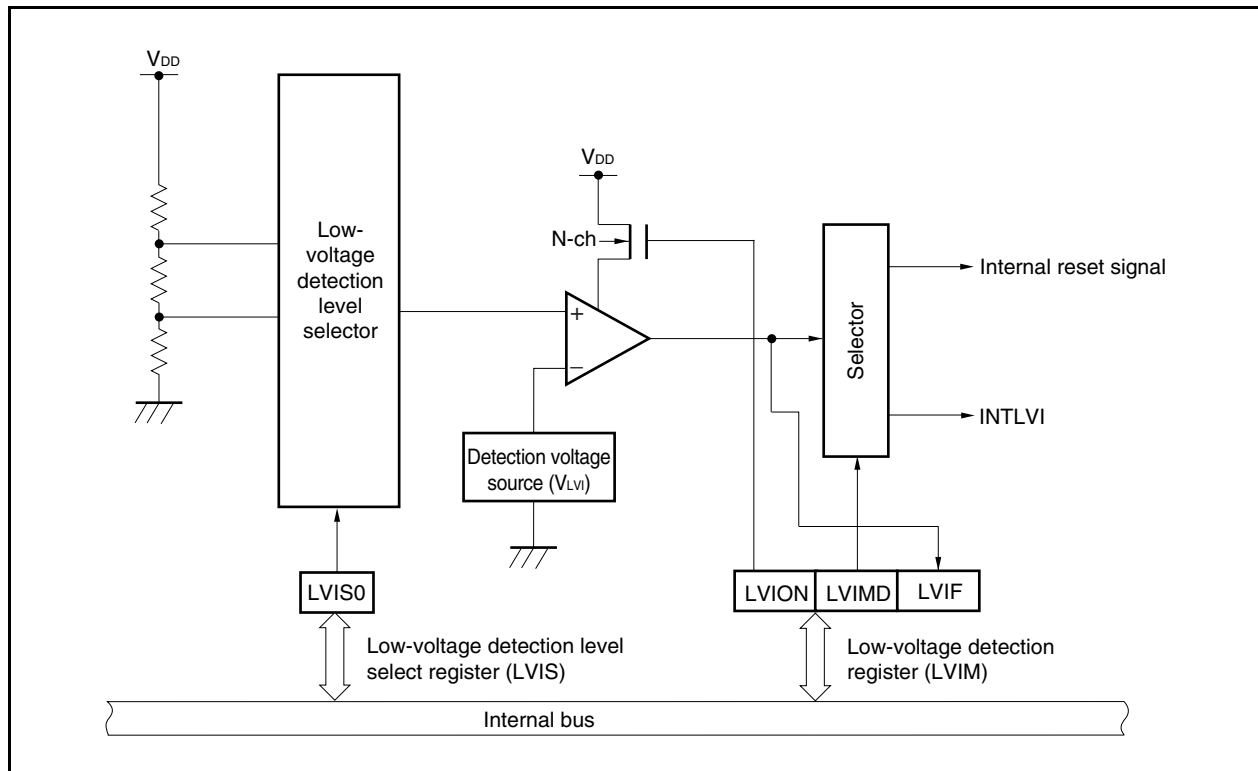 VDD
Low-
voltage
detection
level
selector
VDD
N-ch
+
−
Detection voltage
source (VLVI)
Selector
Internal reset signal
INTLVI
LVIS0
LVION
LVIMD
LVIF
Low-voltage detection level
select register (LVIS)
Low-voltage detection
register (LVIM)
Internal bus